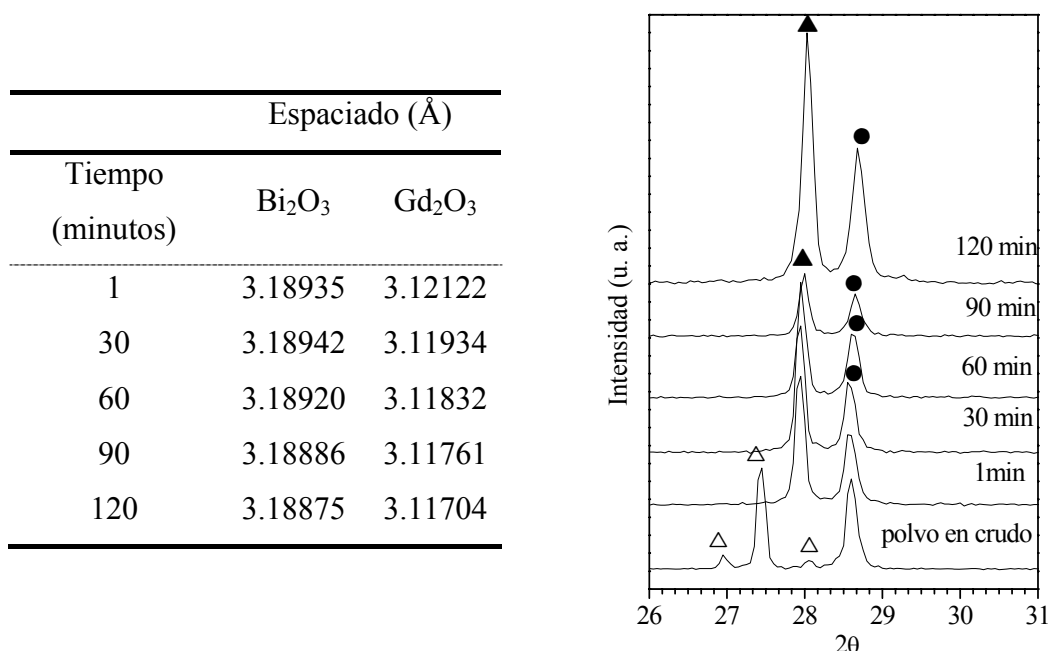 Espaciado (Å)
Tiempo
(minutos)
Bi₂O₃ Gd₂O₃
1 3.18935 3.12122
30 3.18942 3.11934
60 3.18920 3.11832
90 3.18886 3.11761
120 3.18875 3.11704
Intensidad (u. a.)
120 min
90 min
60 min
30 min
1min
polvo en crudo
26 27 28 29 30 31
2θ